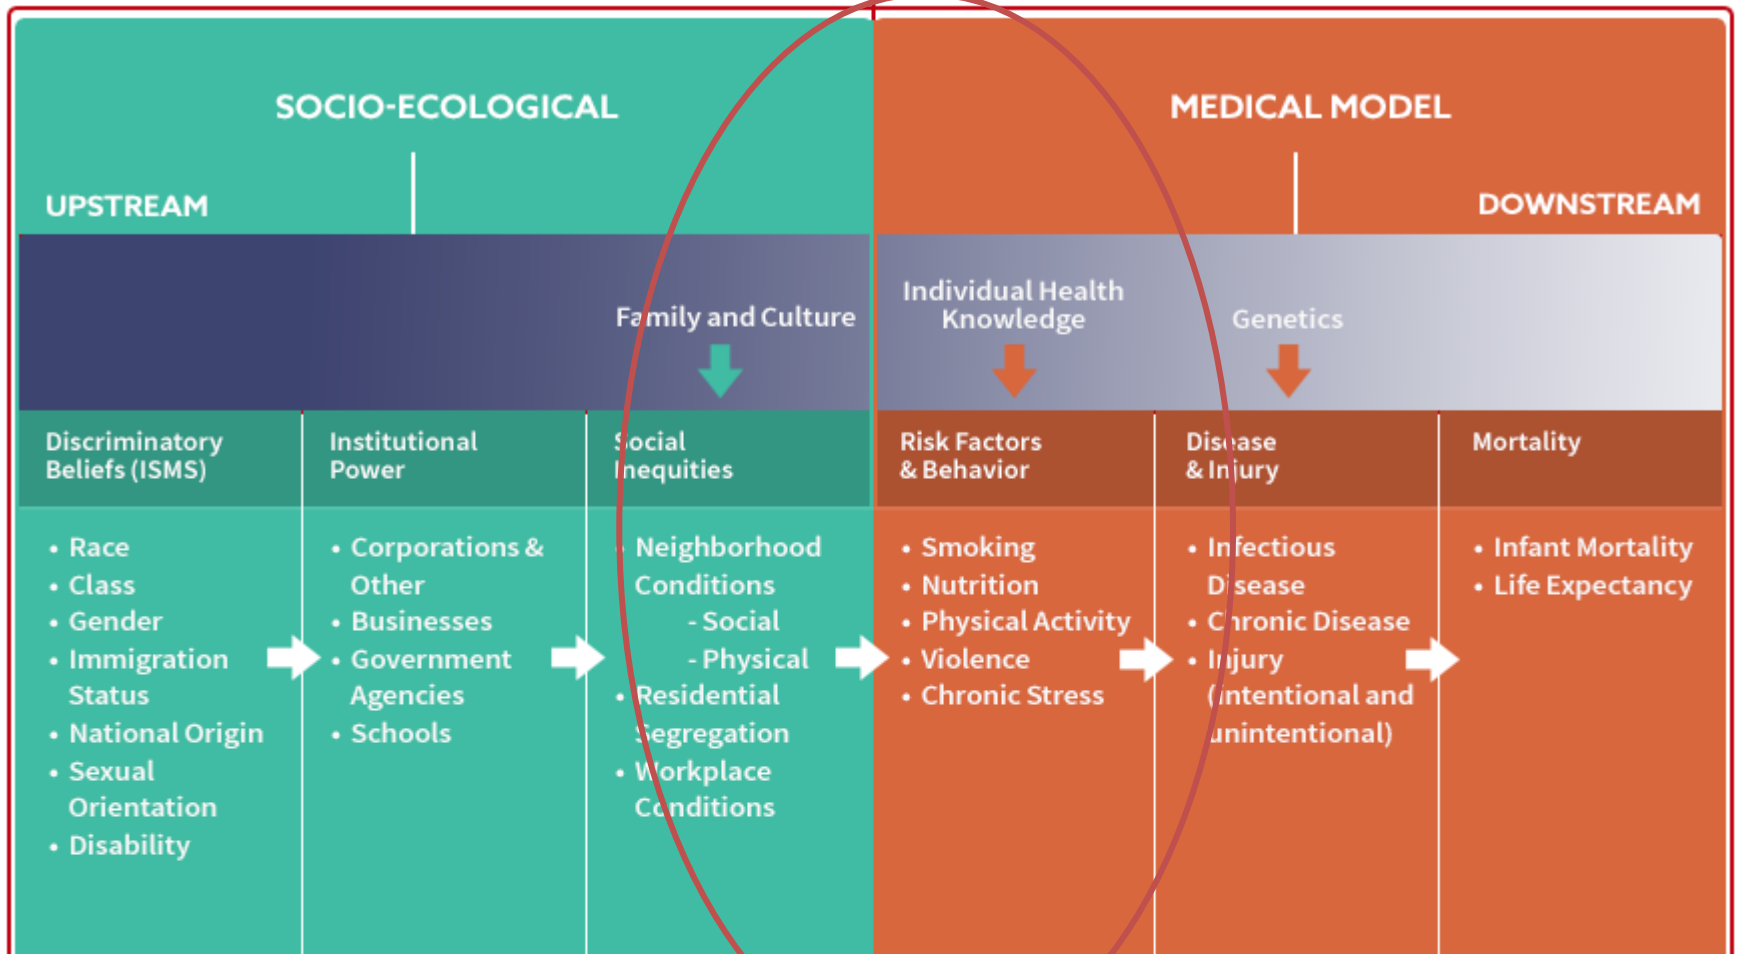 SOCIO-ECOLOGICAL
MEDICAL MODEL
UPSTREAM
DOWNSTREAM
Family and Culture
Individual Health
Knowledge
Genetics
Discriminatory
Beliefs (ISMS)
Institutional
Power
Social
Inequities
Risk Factors
& Behavior
Disease
& Injury
Mortality
• Race
• Class
• Gender
• Immigration
Status
• National Origin
• Sexual
Orientation
• Disability
• Corporations &
Other
• Businesses
• Government
Agencies
• Schools
• Neighborhood
Conditions
- Social
- Physical
• Residential
Segregation
• Workplace
Conditions
• Smoking
• Nutrition
• Physical Activity
• Violence
• Chronic Stress
• Infectious
Disease
• Chronic Disease
• Injury
(intentional and
unintentional)
• Infant Mortality
• Life Expectancy